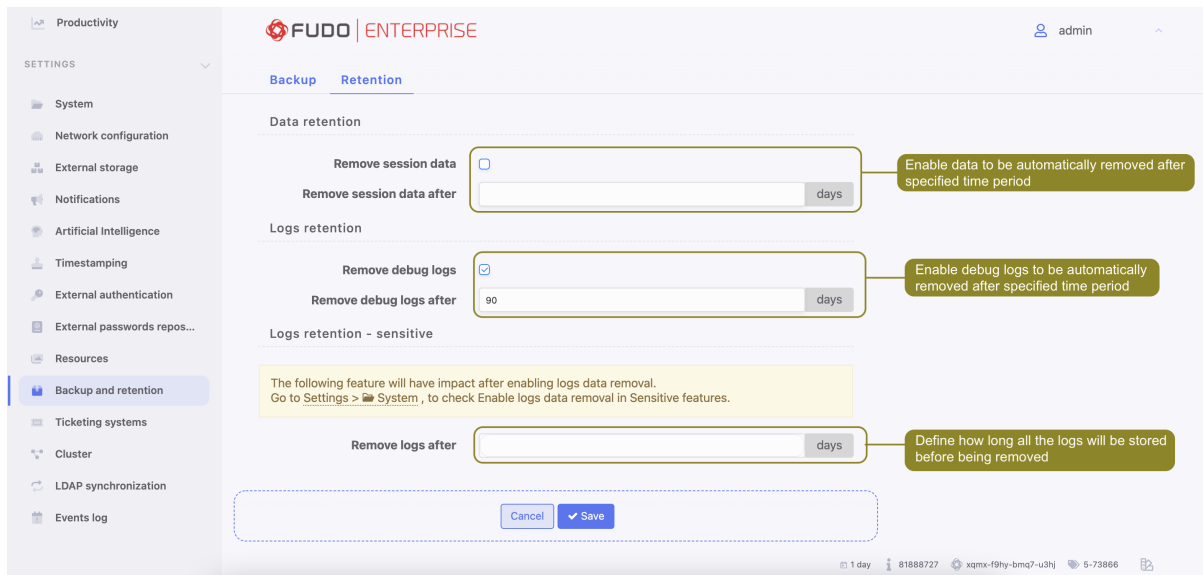 Productivity
SETTINGS
System
Network configuration
External storage
Notifications
Artificial Intelligence
Timestamping
External authentication
External passwords repos...
Resources
Backup and retention
Ticketing systems
Cluster
LDAP synchronization
Events log
FUDO ENTERPRISE
admin
Backup Retention
Data retention
Remove session data
Remove session data after days
Enable data to be automatically removed after
specified time period
Logs retention
Remove debug logs
Remove debug logs after 90 days
Enable debug logs to be automatically
removed after specified time period
Logs retention - sensitive
The following feature will have impact after enabling logs data removal.
Go to Settings > System , to check Enable logs data removal in Sensitive features.
Remove logs after days
Define how long all the logs will be stored
before being removed
Cancel Save
1 day 81888727 xqmx-f9hy-bmq7-u3hj 5-73866